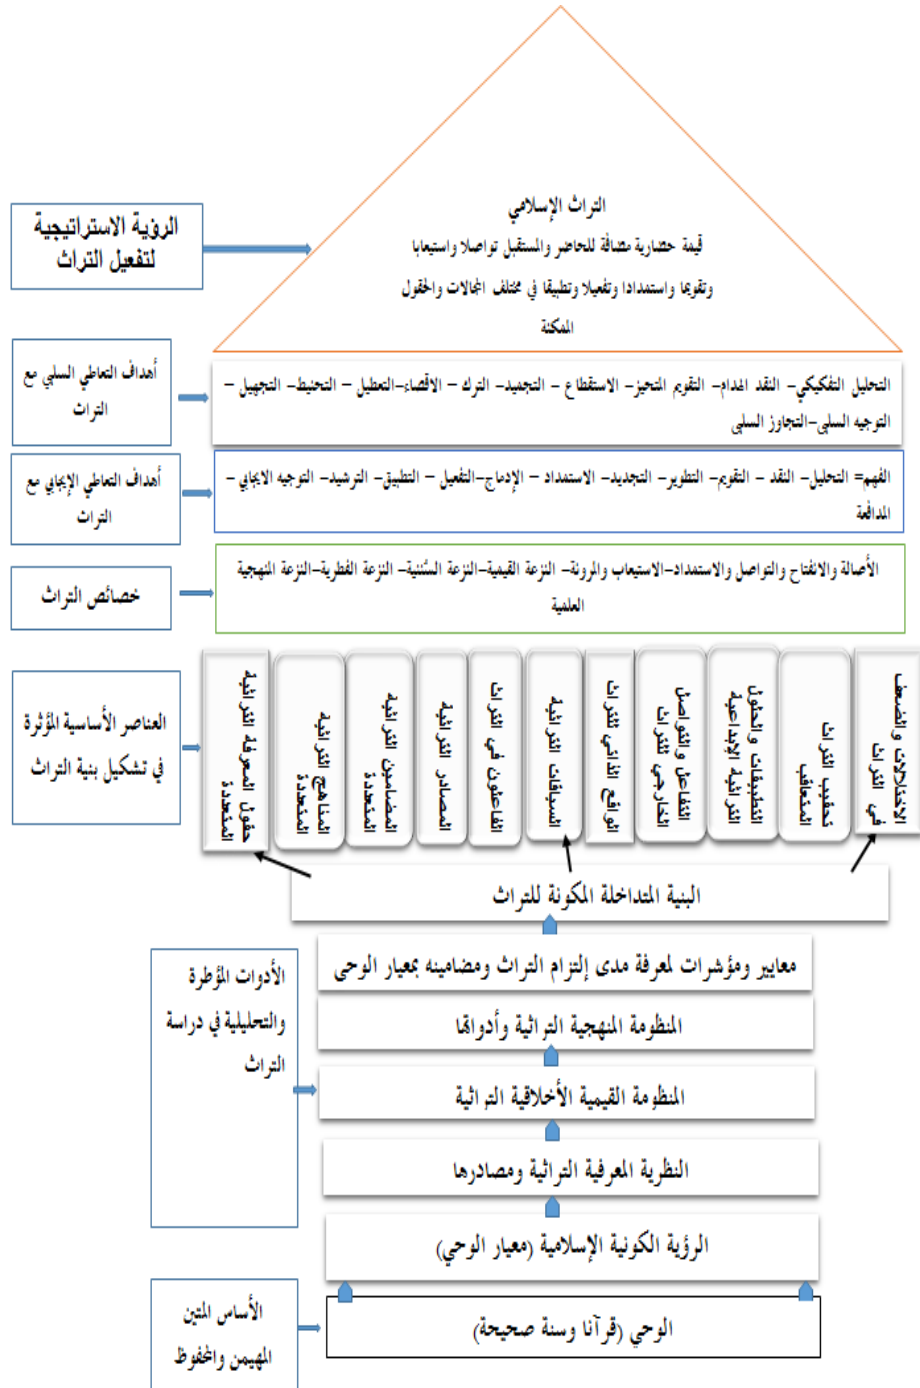 التراث الإسلامي
قيمة حضارية مضافة للحاضر والمستقبل تواصلا واستيعابا
وتقويما واستمدادا وتفعيلا وتطبيقا في مختلف المجالات والحقول
الممكنة
الرؤية الاستراتيجية
لتفعيل التراث
أهداف التعاطي السلبي مع
التراث
التحليل التفكيكي– النقد الهدام– التقويم المتحيز– الاستقطاع – التجميد– الترك – الاقصاء–التعطيل – التحنيط– التجهيل –
التوجيه السلبي–التجاوز السلبي
أهداف التعاطي الإيجابي مع
التراث
الفهم= التحليل– النقد – التقويم– التطوير– التجديد– الاستمداد – الإدماج–التفعيل – التطبيق– الترشيد– التوجيه الايجابي –
المدافعة
خصائص التراث
الأصالة والانفتاح والتواصل والاستمداد–الاستيعاب والمرونة– النزعة القيمية–النزعة السُّننية– النزعة الفطرية–النزعة المنهجية
العلمية
العناصر الأساسية المؤثرة
في تشكيل بنية التراث
الاختلالات والضعف
في التراث
تحقيب التراث
المتعاقب
التطبيقات والحلول
التراثية الإبداعية
التفاعل والتواصل
الخارجي للتراث
الواقع الذاتي للتراث
السياقات التراثية
الفاعلون في التراث
المصادر التراثية
المضامين التراثية
المتعددة
المناهج التراثية
المتعددة
حقول المعرفة التراثية
المتعددة
البنية المتداخلة المكونة للتراث
الأدوات المؤطرة
والتحليلية في دراسة
التراث
معايير ومؤشرات لمعرفة مدى إلتزام التراث ومضامينه بمعيار الوحى
المنظومة المنهجية التراثية وأدواتها
المنظومة القيمية الأخلاقية التراثية
النظرية المعرفية التراثية ومصادرها
الرؤية الكونية الإسلامية (معيار الوحي)
الأساس المتين
المهيمن والمحفوظ
الوحي (قرآنا وسنة صحيحة)